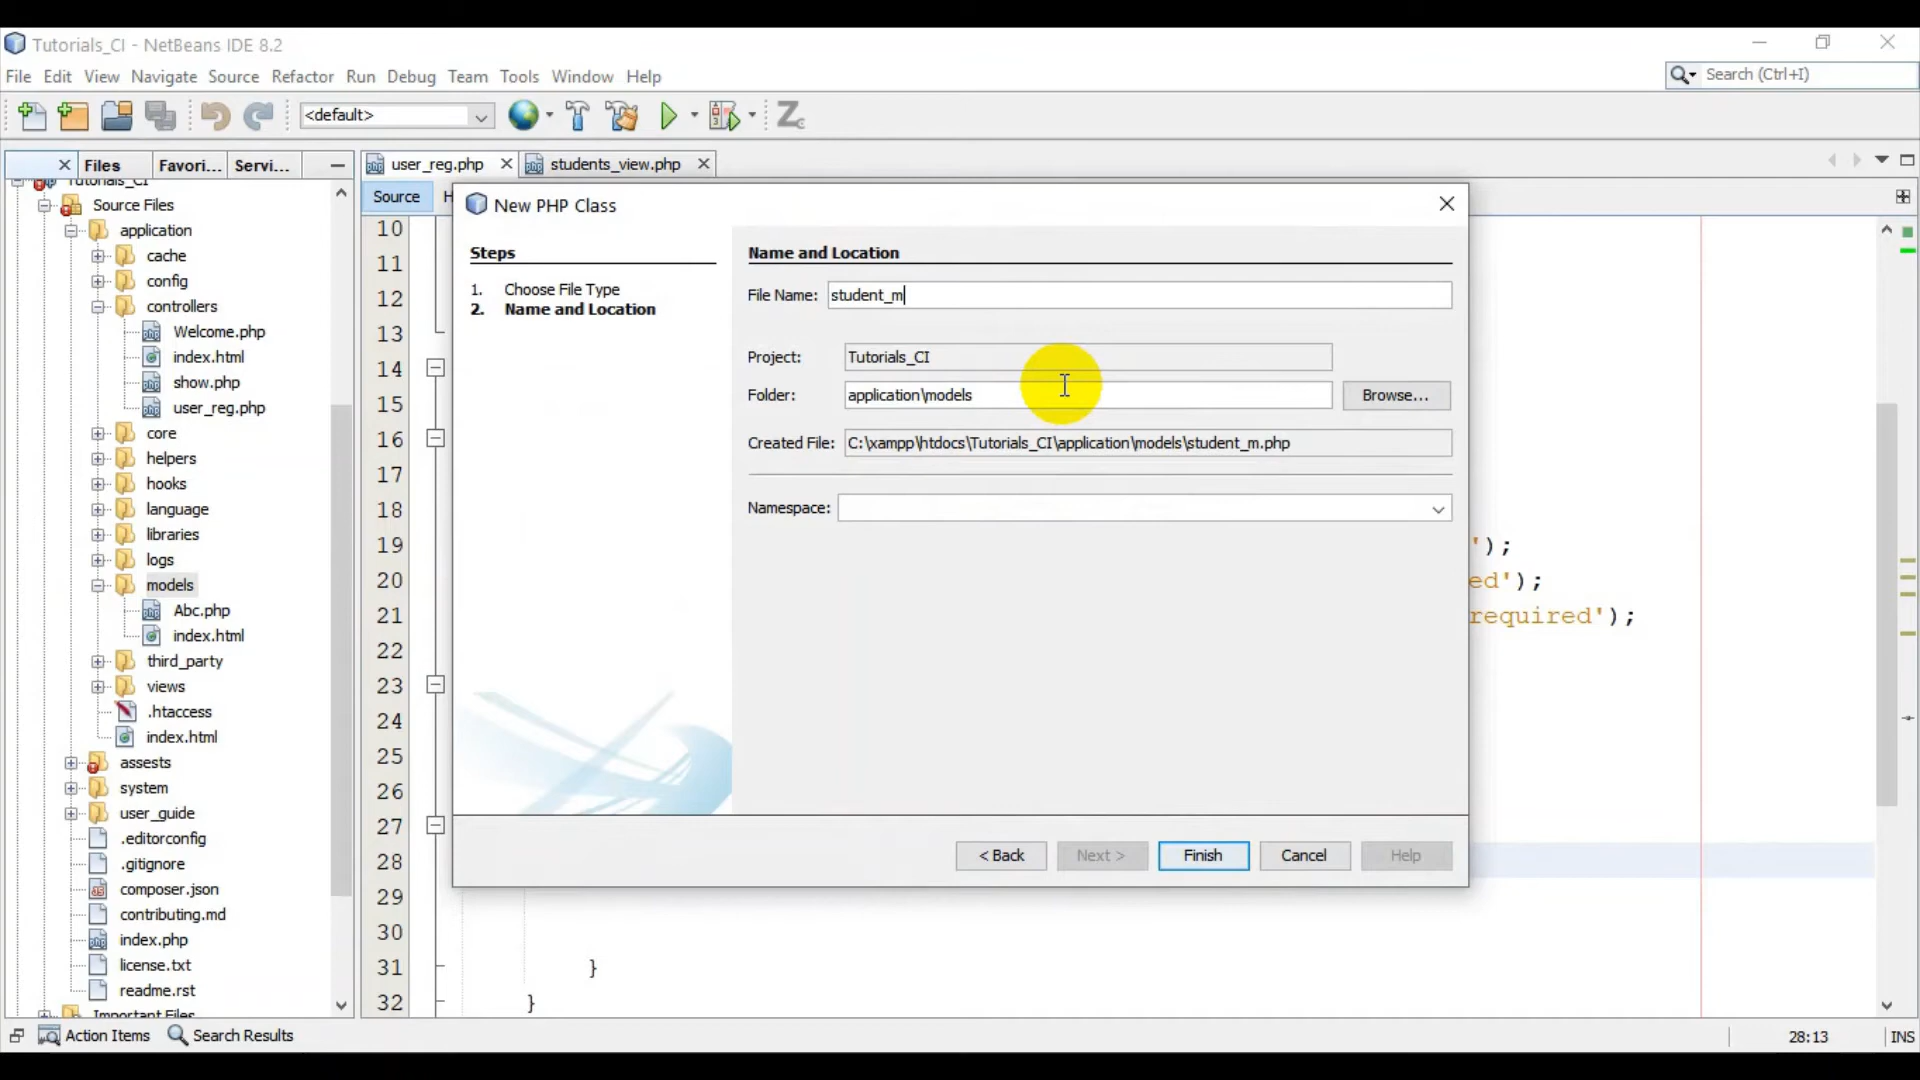 Tutorials_CI - NetBeans IDE 8.2
File Edit View Navigate Source Refactor Run Debug Team Tools Window Help
Search (Ctrl+I)
<default>
Files Favori... Servi...
user_reg.php students_view.php
Tutorials_CI
Source Files
application
cache
config
controllers
Welcome.php
index.html
show.php
user_reg.php
core
helpers
hooks
language
libraries
logs
models
Abc.php
index.html
third_party
views
.htaccess
index.html
assests
system
user_guide
.editorconfig
.gitignore
composer.json
contributing.md
index.php
license.txt
readme.rst
Important Files
Source H
10
11
12
13
14
15
16
17
18
19 ');
20 ed');
21 required');
22
23
24
25
26
27
28
29
30
31 }
32 }
New PHP Class
Steps
1. Choose File Type
2. Name and Location
Name and Location
File Name: student_m
Project: Tutorials_CI
Folder: application\models
Browse...
Created File: C:\xampp\htdocs\Tutorials_CI\application\models\student_m.php
Namespace:
< Back Next > Finish Cancel Help
Action Items Search Results
28:13 INS